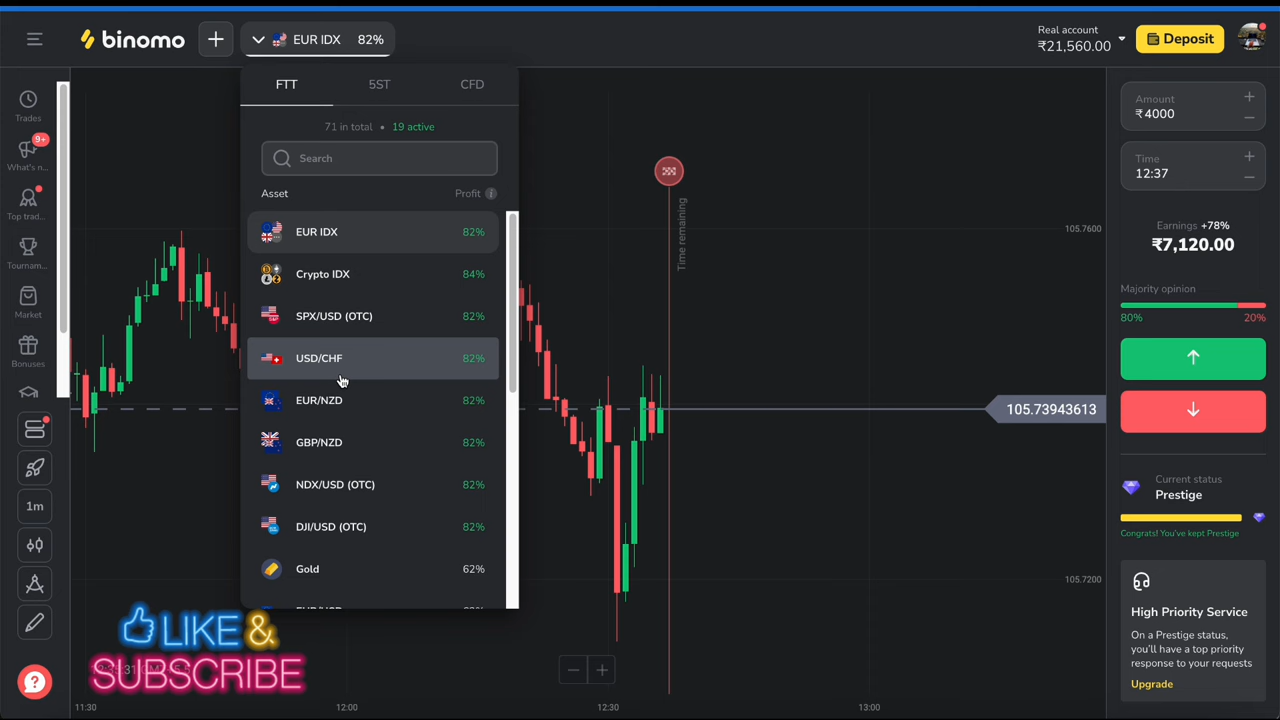 binomo
EUR IDX 82%
Real account
₹21,560.00
Deposit
Trades
9+
What's n...
Top trad...
Tournam...
Market
Bonuses
1m
FTT 5ST CFD
71 in total • 19 active
Search
Asset Profit
EUR IDX 82%
Crypto IDX 84%
SPX/USD (OTC) 82%
USD/CHF 82%
EUR/NZD 82%
GBP/NZD 82%
NDX/USD (OTC) 82%
DJI/USD (OTC) 82%
Gold 62%
Time remaining
105.7600
105.73943613
105.7200
11:30 12:00 12:30 13:00
Amount
₹4000
Time
12:37
Earnings +78%
₹7,120.00
Majority opinion
80% 20%
Current status
Prestige
Congrats! You've kept Prestige
High Priority Service
On a Prestige status,
you'll have a top priority
response to your requests
Upgrade
LIKE &
SUBSCRIBE